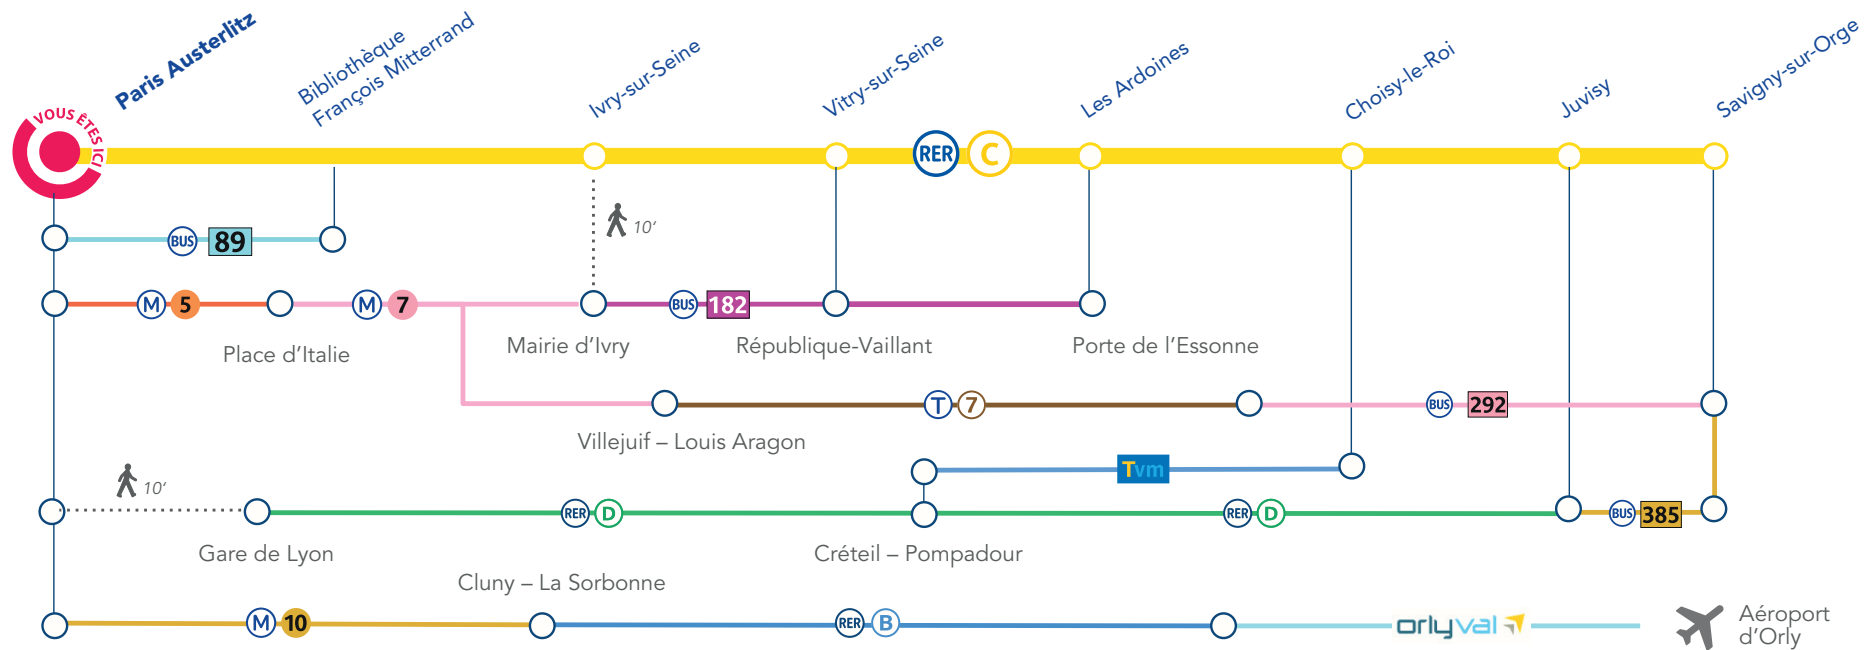 Paris Austerlitz
Bibliothèque
François Mitterrand
Ivry-sur-Seine
Vitry-sur-Seine
Les Ardoines
Choisy-le-Roi
Juvisy
Savigny-sur-Orge
VOUS ÊTES ICI
RER C
10'
BUS 89
M 5
M 7
BUS 182
Place d'Italie
Mairie d'Ivry
République-Vaillant
Porte de l'Essonne
T 7
BUS 292
Villejuif – Louis Aragon
Tvm
10'
RER D
RER D
BUS 385
Gare de Lyon
Créteil – Pompadour
Cluny – La Sorbonne
M 10
RER B
orlyval
Aéroport
d'Orly